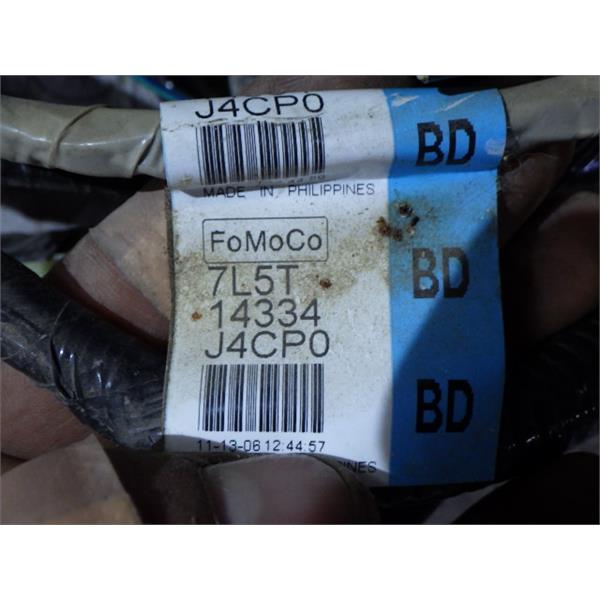 J4CP0
BD
MADE IN PHILIPPINES
FoMoCo
7L5T
BD
14334
J4CP0
BD
11-13-06 12:44:57